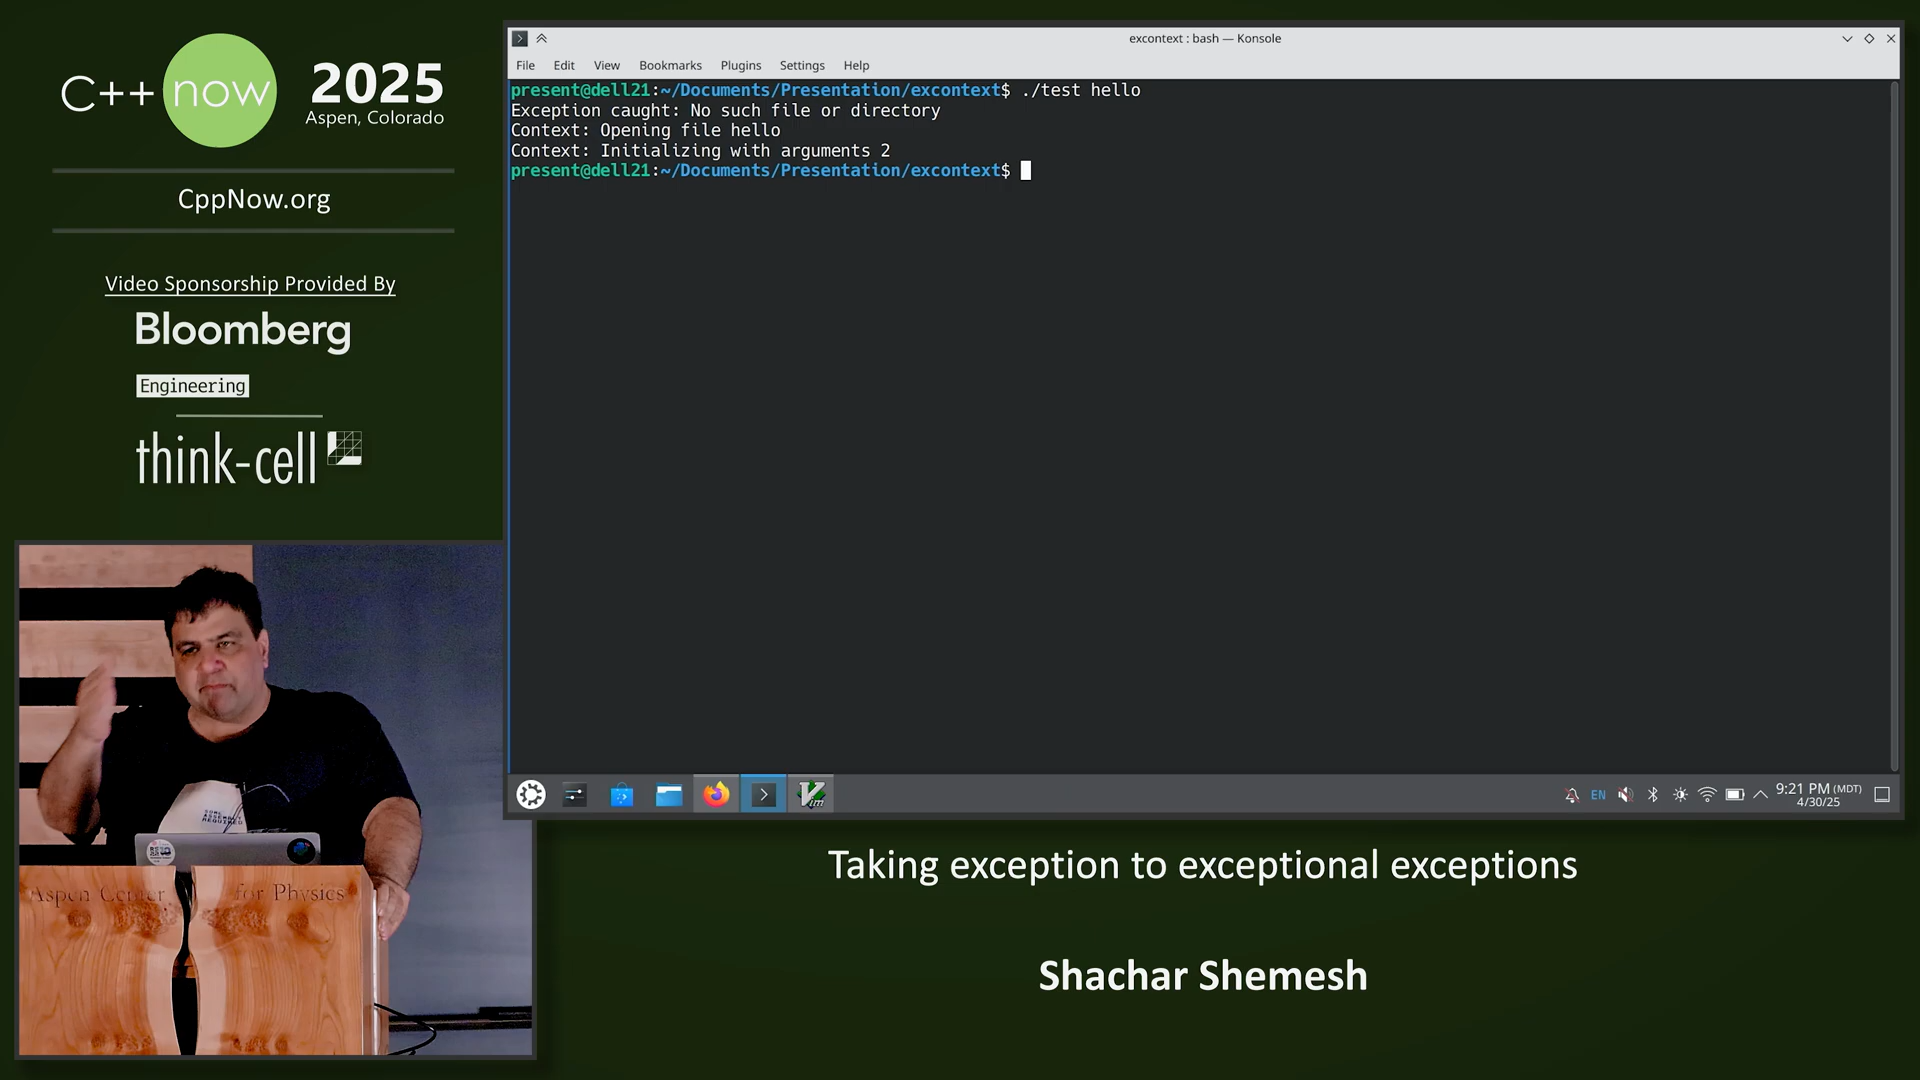 C++ now 2025
Aspen, Colorado
CppNow.org
Video Sponsorship Provided By
Bloomberg
Engineering
think-cell
excontext : bash — Konsole
File Edit View Bookmarks Plugins Settings Help
present@dell21:~/Documents/Presentation/excontext$ ./test hello
Exception caught: No such file or directory
Context: Opening file hello
Context: Initializing with arguments 2
present@dell21:~/Documents/Presentation/excontext$
EN
9:21 PM (MDT)
4/30/25
SOME
ASSEMBLY
REQUIRED
Aspen Center for Physics
Taking exception to exceptional exceptions
Shachar Shemesh